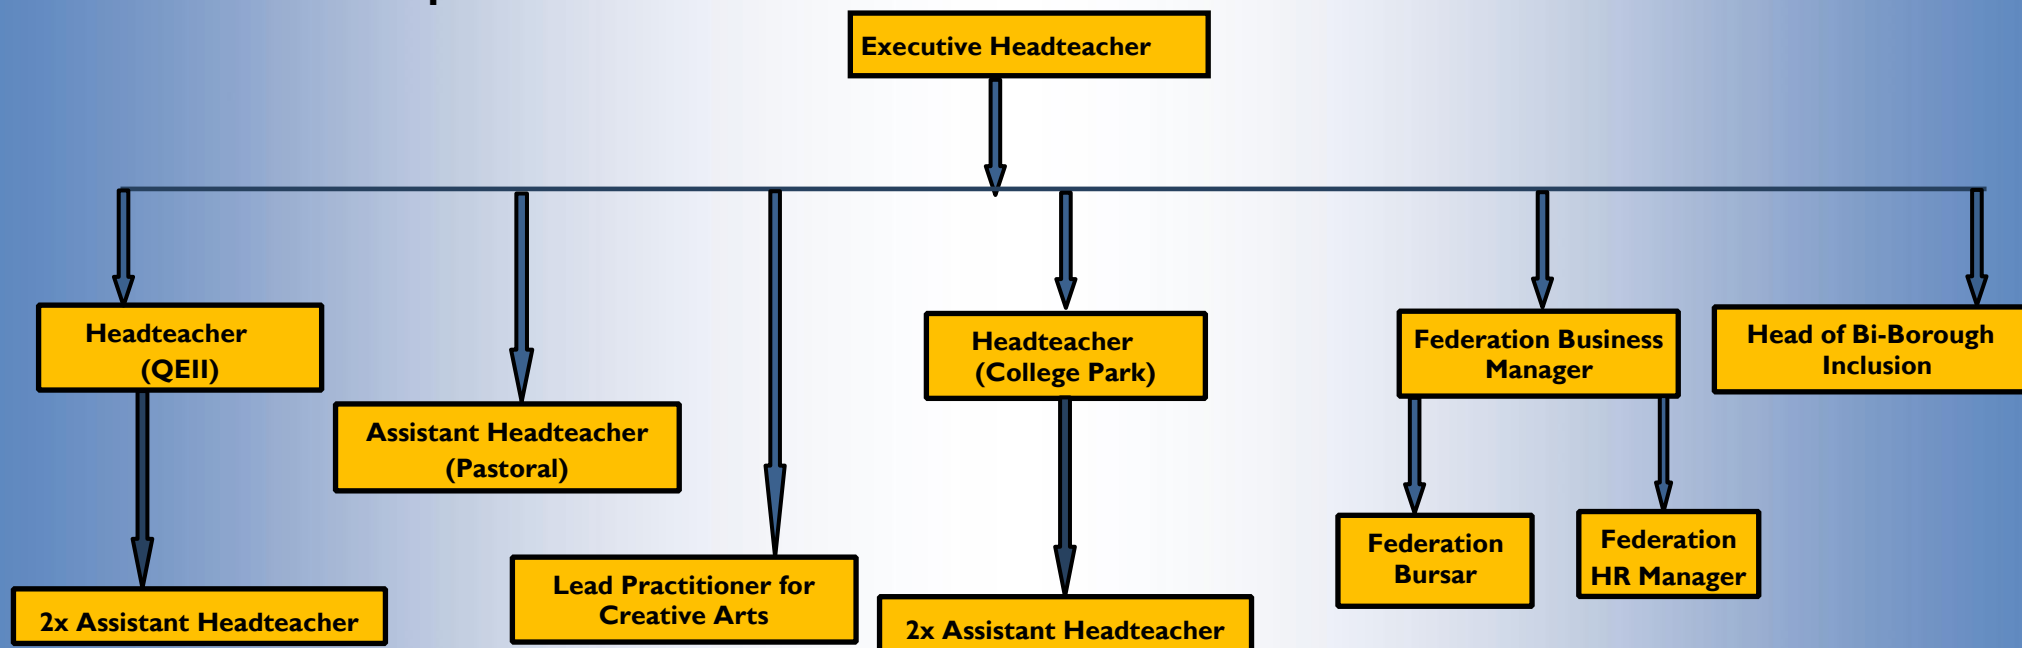 Executive Headteacher
Headteacher
(QEII)
Assistant Headteacher
(Pastoral)
Lead Practitioner for
Creative Arts
Headteacher
(College Park)
Federation Business
Manager
Head of Bi-Borough
Inclusion
2x Assistant Headteacher
2x Assistant Headteacher
Federation
Bursar
Federation
HR Manager